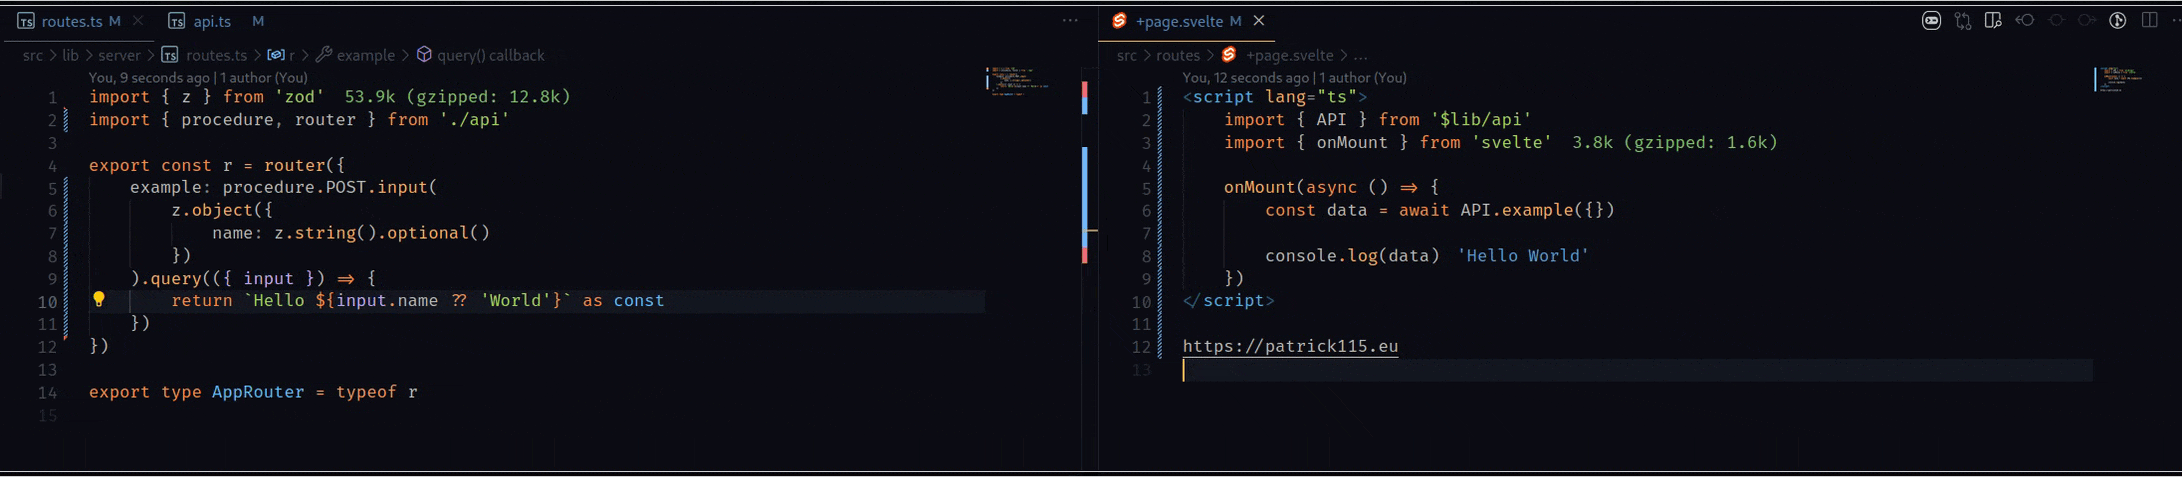 routes.ts M
api.ts M
src > lib > server > routes.ts > r > example > query() callback
You, 9 seconds ago | 1 author (You)
1 import { z } from 'zod' 53.9k (gzipped: 12.8k)
2 import { procedure, router } from './api'
3
4 export const r = router({
5 example: procedure.POST.input(
6 z.object({
7 name: z.string().optional()
8 })
9 ).query(({ input }) => {
10 return `Hello ${input.name ?? 'World'}` as const
11 })
12 })
13
14 export type AppRouter = typeof r
15
+page.svelte M
src > routes > +page.svelte > ...
You, 12 seconds ago | 1 author (You)
1 <script lang="ts">
2 import { API } from '$lib/api'
3 import { onMount } from 'svelte' 3.8k (gzipped: 1.6k)
4
5 onMount(async () => {
6 const data = await API.example({})
7
8 console.log(data) 'Hello World'
9 })
10 </script>
11
12 https://patrick115.eu
13